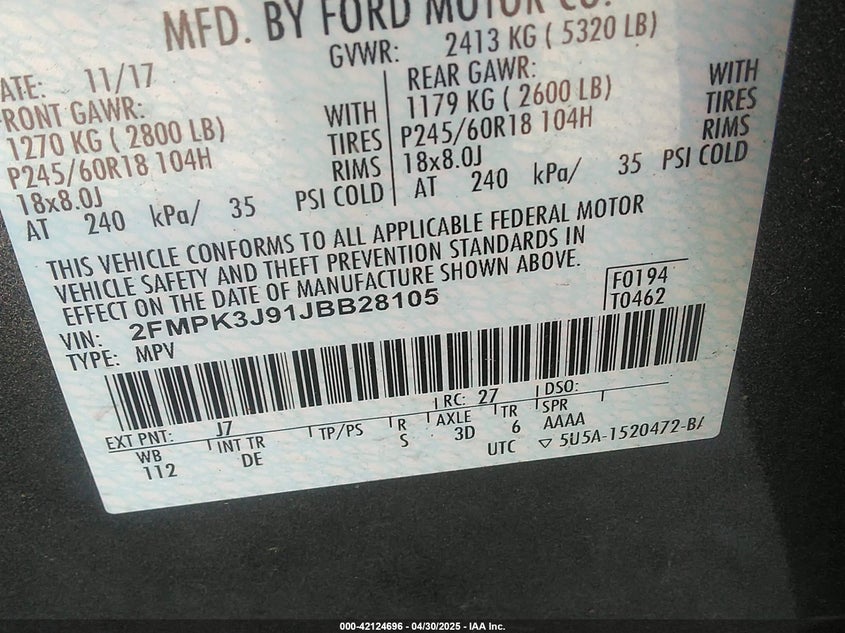 MFD. BY FORD MOTOR CO.
ATE: 11/17
GVWR: 2413 KG ( 5320 LB)
RONT GAWR:
1270 KG ( 2800 LB) WITH
P245/60R18 104H TIRES
18x8.0J RIMS
AT 240 kPa/ 35 PSI COLD
REAR GAWR: WITH
1179 KG ( 2600 LB) TIRES
P245/60R18 104H RIMS
18x8.0J
AT 240 kPa/ 35 PSI COLD
THIS VEHICLE CONFORMS TO ALL APPLICABLE FEDERAL MOTOR
VEHICLE SAFETY AND THEFT PREVENTION STANDARDS IN
EFFECT ON THE DATE OF MANUFACTURE SHOWN ABOVE.
VIN: 2FMPK3J91JBB28105
TYPE: MPV
F0194
T0462
EXT PNT: J7 RC: 27 DSO:
WB INT TR TP/PS R AXLE TR SPR
112 DE S 3D 6 AAAA
UTC ▽ 5U5A-1520472-B
000-42124696 - 04/30/2025 - IAA Inc.